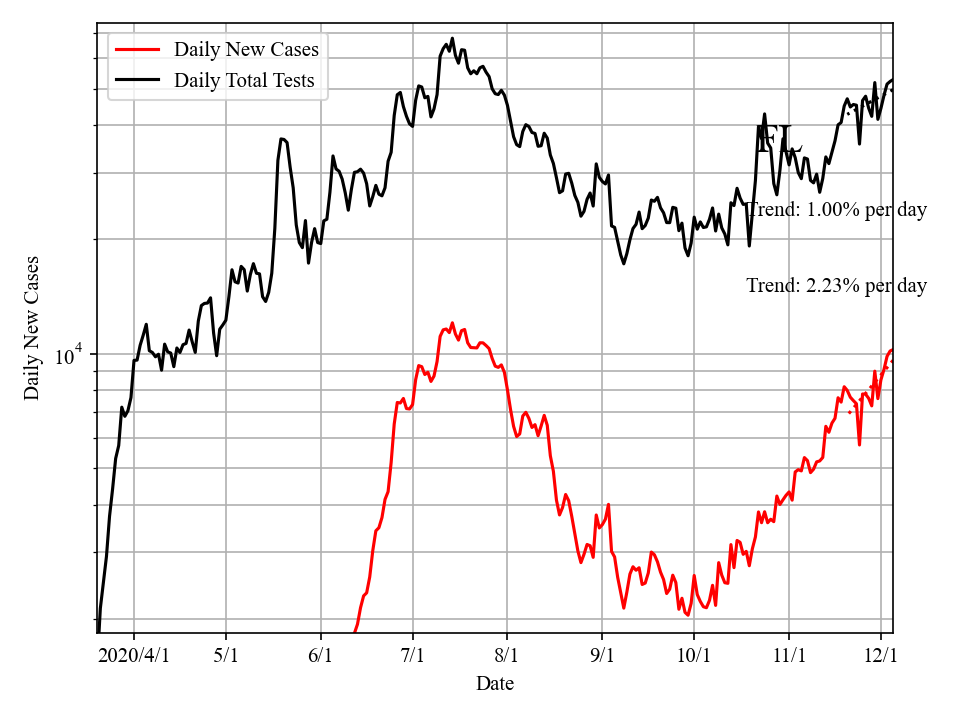 Daily New Cases
Daily Total Tests
FL
Trend: 1.00% per day
Trend: 2.23% per day
Daily New Cases
10^4
2020/4/1 5/1 6/1 7/1 8/1 9/1 10/1 11/1 12/1
Date